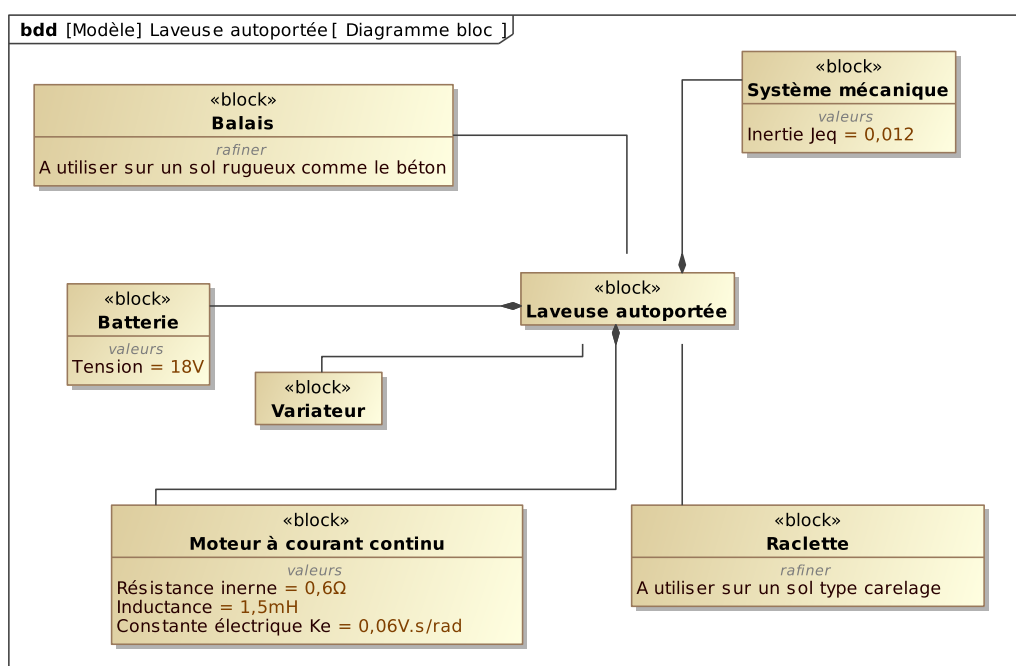 bdd [Modèle] Laveuse autoportée [ Diagramme bloc ]
«block»
Balais
rafiner
A utiliser sur un sol rugueux comme le béton
«block»
Système mécanique
valeurs
Inertie Jeq = 0,012
«block»
Laveuse autoportée
«block»
Batterie
valeurs
Tension = 18V
«block»
Variateur
«block»
Moteur à courant continu
valeurs
Résistance inerne = 0,6Ω
Inductance = 1,5mH
Constante électrique Ke = 0,06V.s/rad
«block»
Raclette
rafiner
A utiliser sur un sol type carelage